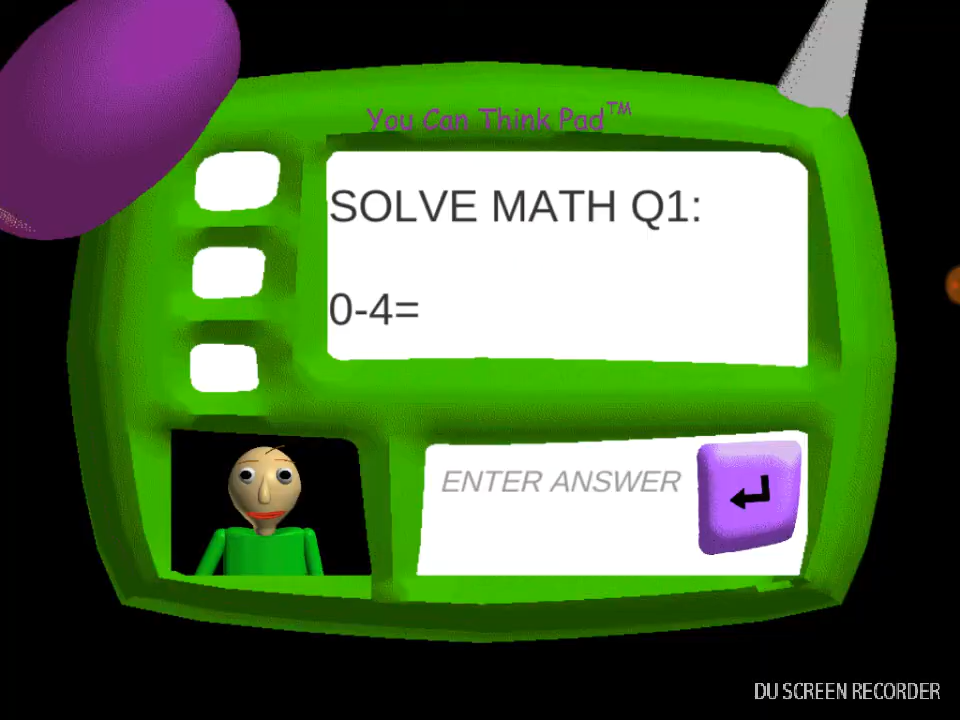 You Can Think Pad™
SOLVE MATH Q1:
0-4=
ENTER ANSWER
DU SCREEN RECORDER